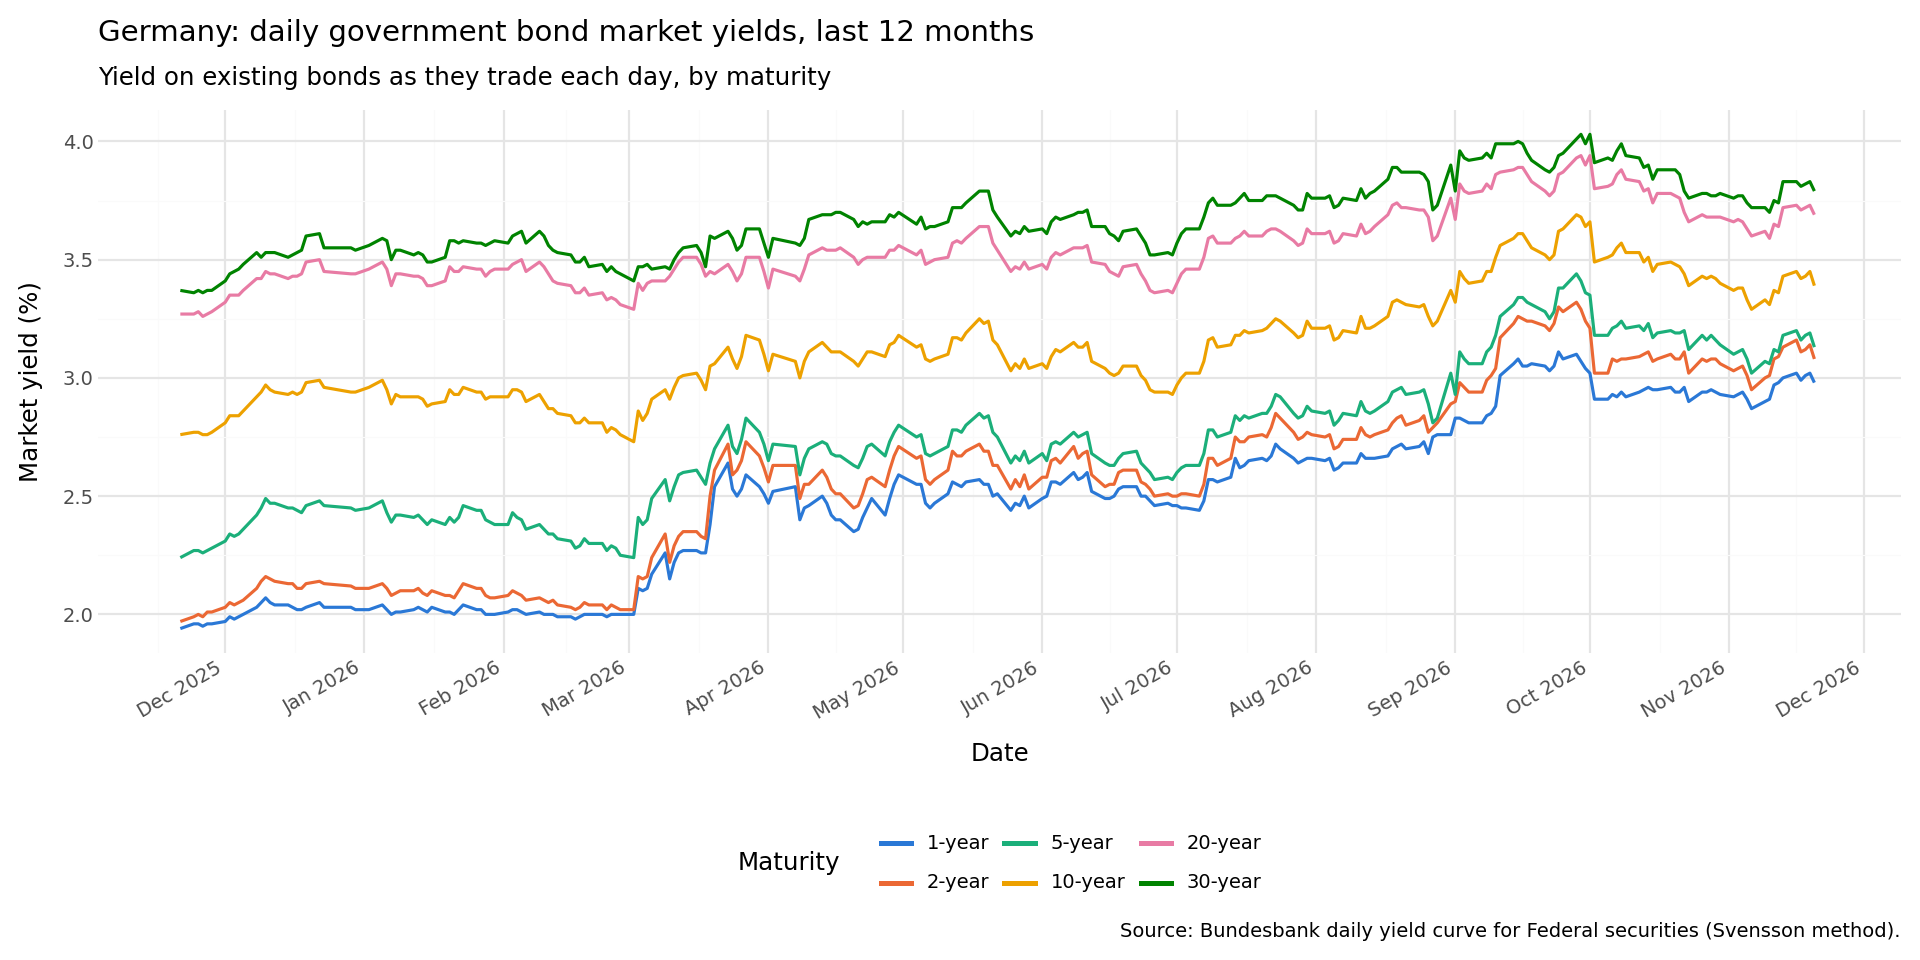 Germany: daily government bond market yields, last 12 months
Yield on existing bonds as they trade each day, by maturity
Market yield (%)
4.0
3.5
3.0
2.5
2.0
Dec 2025
Jan 2026
Feb 2026
Mar 2026
Apr 2026
May 2026
Jun 2026
Jul 2026
Aug 2026
Sep 2026
Oct 2026
Nov 2026
Dec 2026
Date
Maturity
1-year
5-year
20-year
2-year
10-year
30-year
Source: Bundesbank daily yield curve for Federal securities (Svensson method).